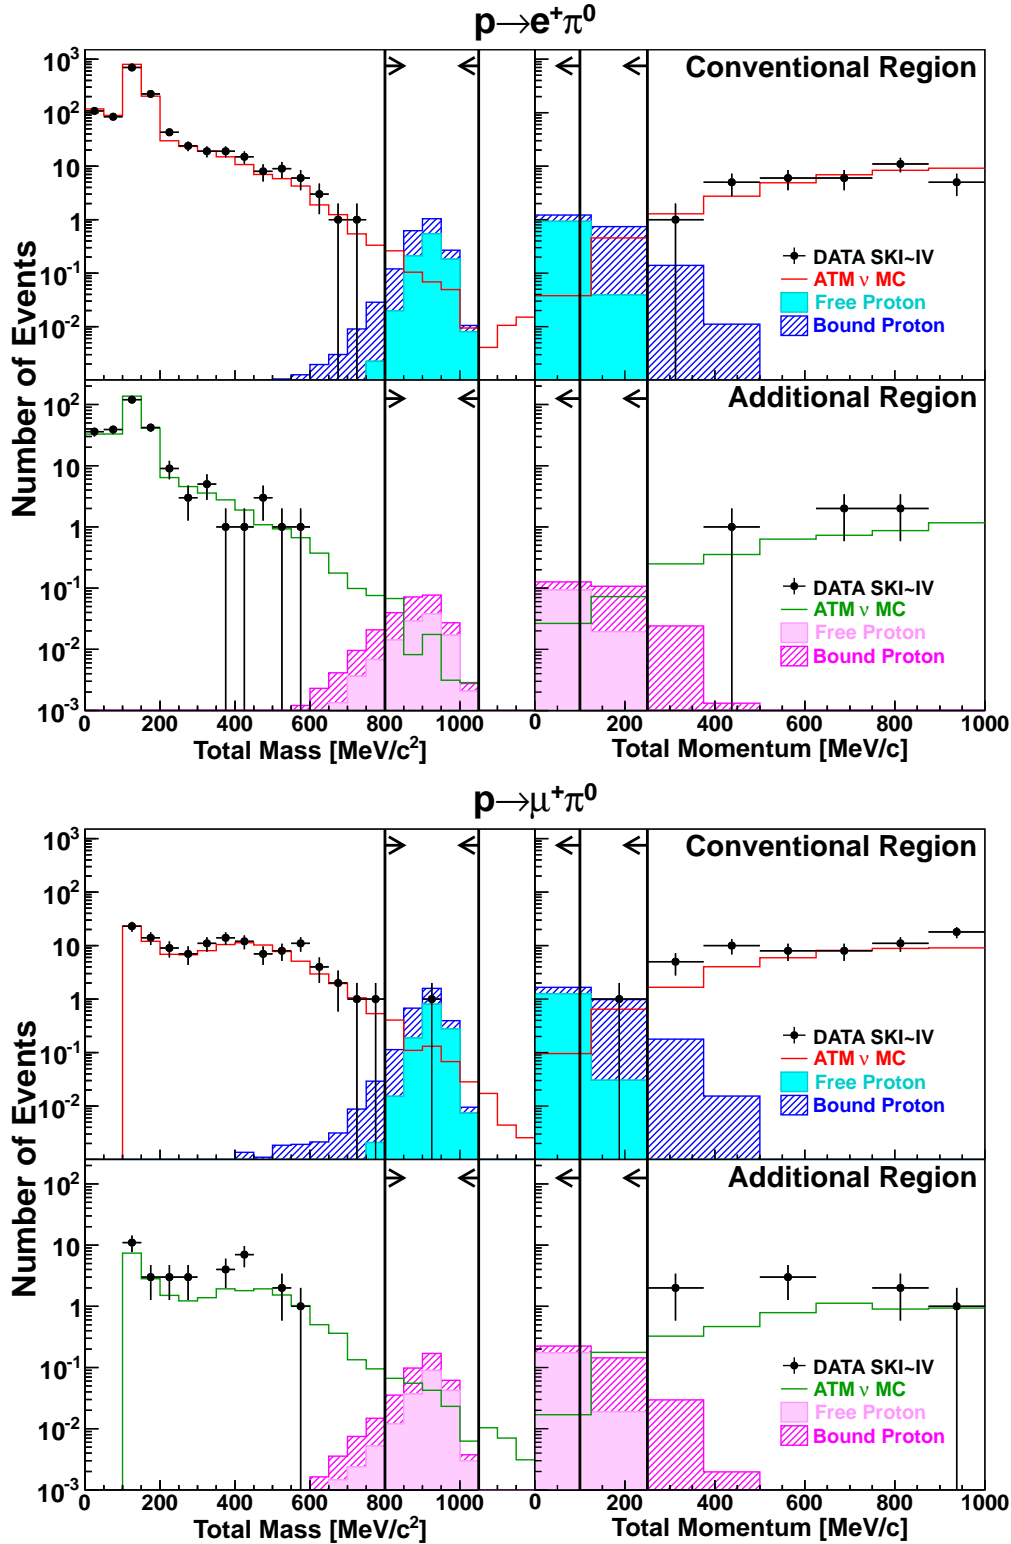 p→e⁺π⁰
Number of Events
10³
10²
10
1
10⁻¹
10⁻²
Conventional Region
DATA SKI~IV
ATM ν MC
Free Proton
Bound Proton
10²
10
1
10⁻¹
10⁻²
10⁻³
Additional Region
DATA SKI~IV
ATM ν MC
Free Proton
Bound Proton
0 200 400 600 800 1000 0 200 400 600 800 1000
Total Mass [MeV/c²] Total Momentum [MeV/c]
p→μ⁺π⁰
Number of Events
10³
10²
10
1
10⁻¹
10⁻²
Conventional Region
DATA SKI~IV
ATM ν MC
Free Proton
Bound Proton
10²
10
1
10⁻¹
10⁻²
10⁻³
Additional Region
DATA SKI~IV
ATM ν MC
Free Proton
Bound Proton
0 200 400 600 800 1000 0 200 400 600 800 1000
Total Mass [MeV/c²] Total Momentum [MeV/c]